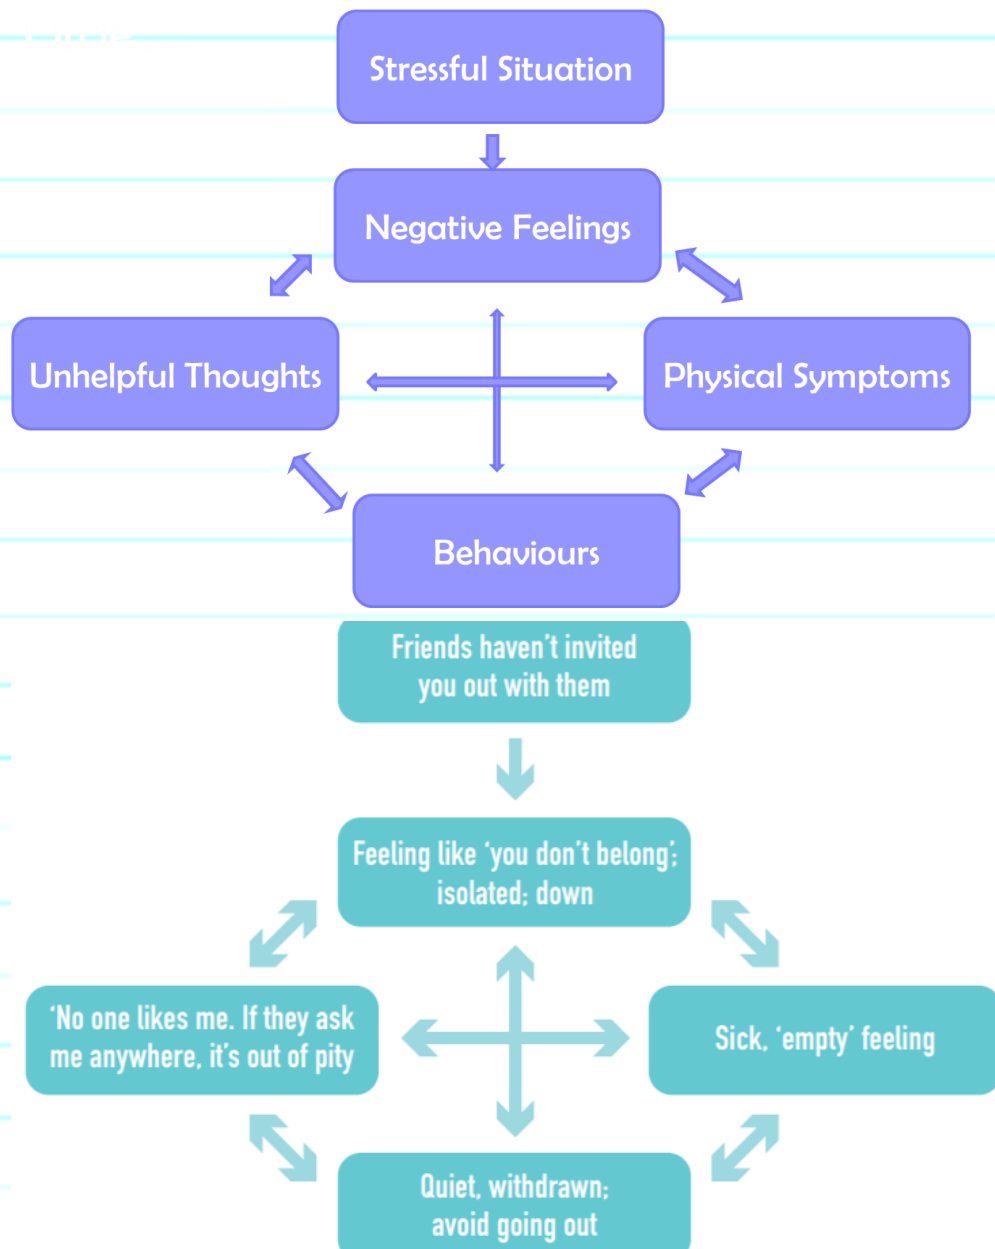 Stressful Situation
Negative Feelings
Unhelpful Thoughts
Physical Symptoms
Behaviours
Friends haven't invited
you out with them
Feeling like 'you don't belong';
isolated; down
'No one likes me. If they ask
me anywhere, it's out of pity
Sick, 'empty' feeling
Quiet, withdrawn;
avoid going out